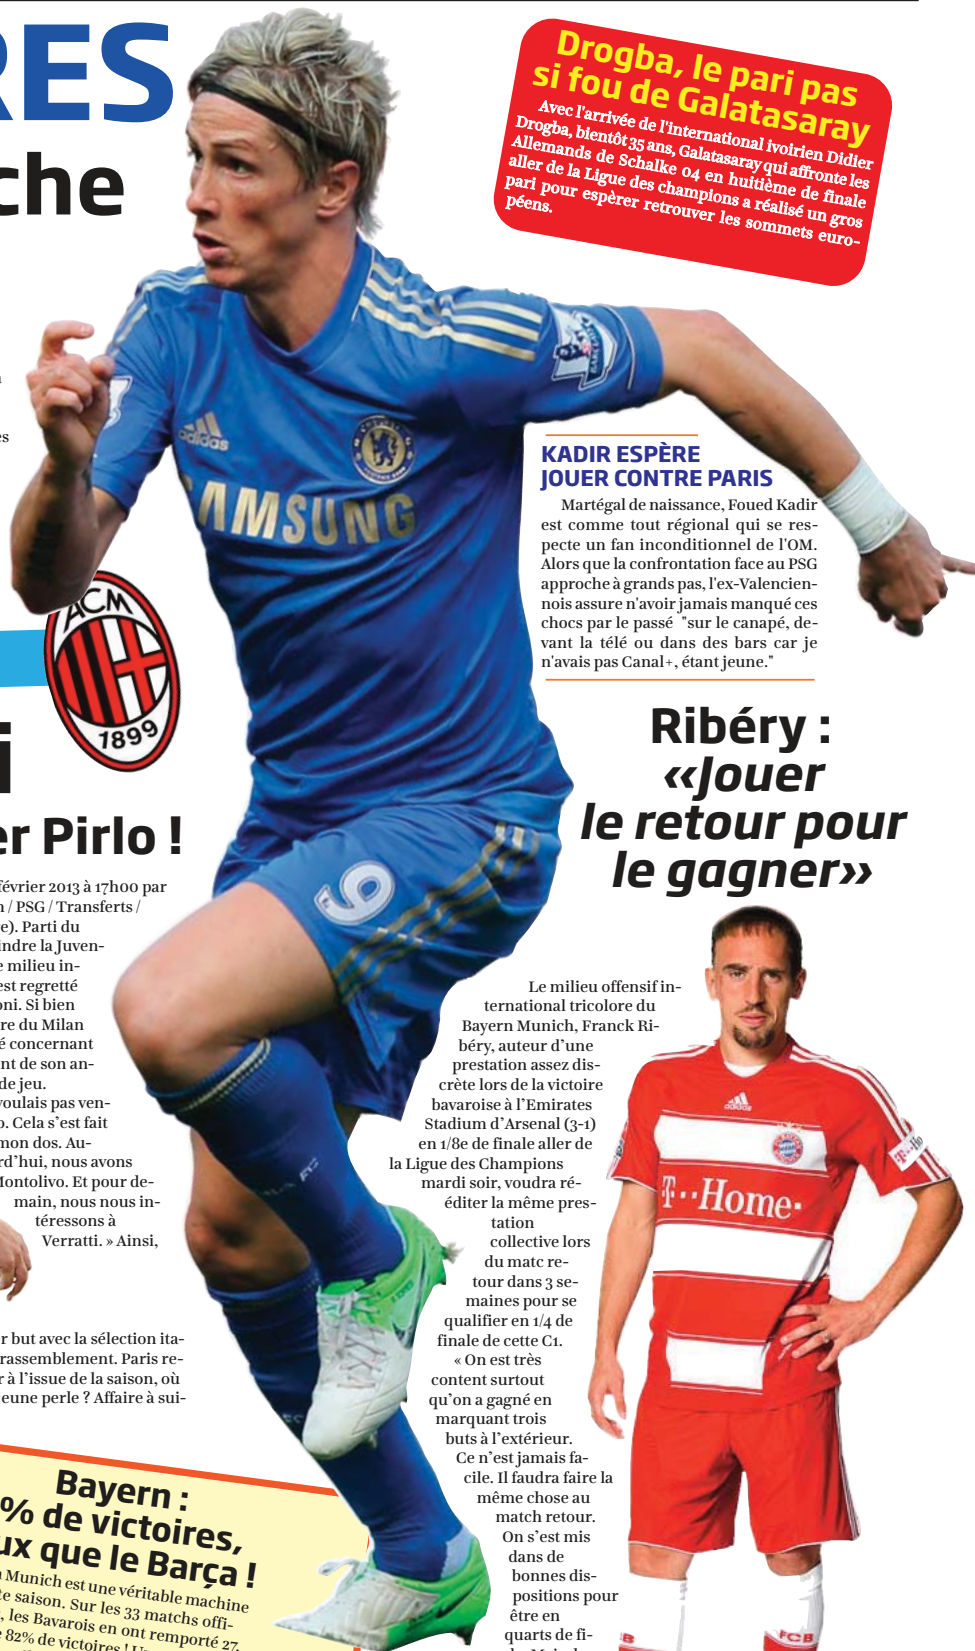 RES
che
Drogba, le pari pas
si fou de Galatasaray
Avec l'arrivée de l'international ivoirien Didier
Drogba, bientôt 35 ans, Galatasaray qui affronte les
Allemands de Schalke 04 en huitième de finale
aller de la Ligue des champions a réalisé un gros
pari pour espèrer retrouver les sommets euro-
péens.
adidas
SAMSUNG
BARCLAYS
9
KADIR ESPÈRE
JOUER CONTRE PARIS
Martégal de naissance, Foued Kadir
est comme tout régional qui se res-
pecte un fan inconditionnel de l'OM.
Alors que la confrontation face au PSG
approche à grands pas, l'ex-Valencien-
nois assure n'avoir jamais manqué ces
chocs par le passé "sur le canapé, de-
vant la télé ou dans des bars car je
n'avais pas Canal+, étant jeune."
ACM
1899
i
er Pirlo !
février 2013 à 17h00 par
n / PSG / Transferts /
e). Parti du
indre la Juven-
e milieu in-
est regretté
oni. Si bien
re du Milan
é concernant
nt de son an-
de jeu.
voulais pas ven-
o. Cela s'est fait
mon dos. Au-
rd'hui, nous avons
Montolivo. Et pour de-
main, nous nous in-
téressons à
Verratti. » Ainsi,
r but avec la sélection ita-
rassemblement. Paris re-
r à l'issue de la saison, où
eune perle ? Affaire à sui-
Bayern :
% de victoires,
ux que le Barça !
n Munich est une véritable machine
te saison. Sur les 33 matchs offi-
, les Bavarois en ont remporté 27,
e 82% de victoires !
Ribéry :
«Jouer
le retour pour
le gagner»
Le milieu offensif in-
ternational tricolore du
Bayern Munich, Franck Ri-
béry, auteur d'une
prestation assez dis-
crète lors de la victoire
bavaroise à l'Emirates
Stadium d'Arsenal (3-1)
en 1/8e de finale aller de
la Ligue des Champions
mardi soir, voudra ré-
éditer la même pres-
tation
collective lors
du matc re-
tour dans 3 se-
maines pour se
qualifier en 1/4 de
finale de cette C1.
« On est très
content surtout
qu'on a gagné en
marquant trois
buts à l'extérieur.
Ce n'est jamais fa-
cile. Il faudra faire la
même chose au
match retour.
On s'est mis
dans de
bonnes dis-
positions pour
être en
quarts de fi-
adidas
T··Home·
FCB